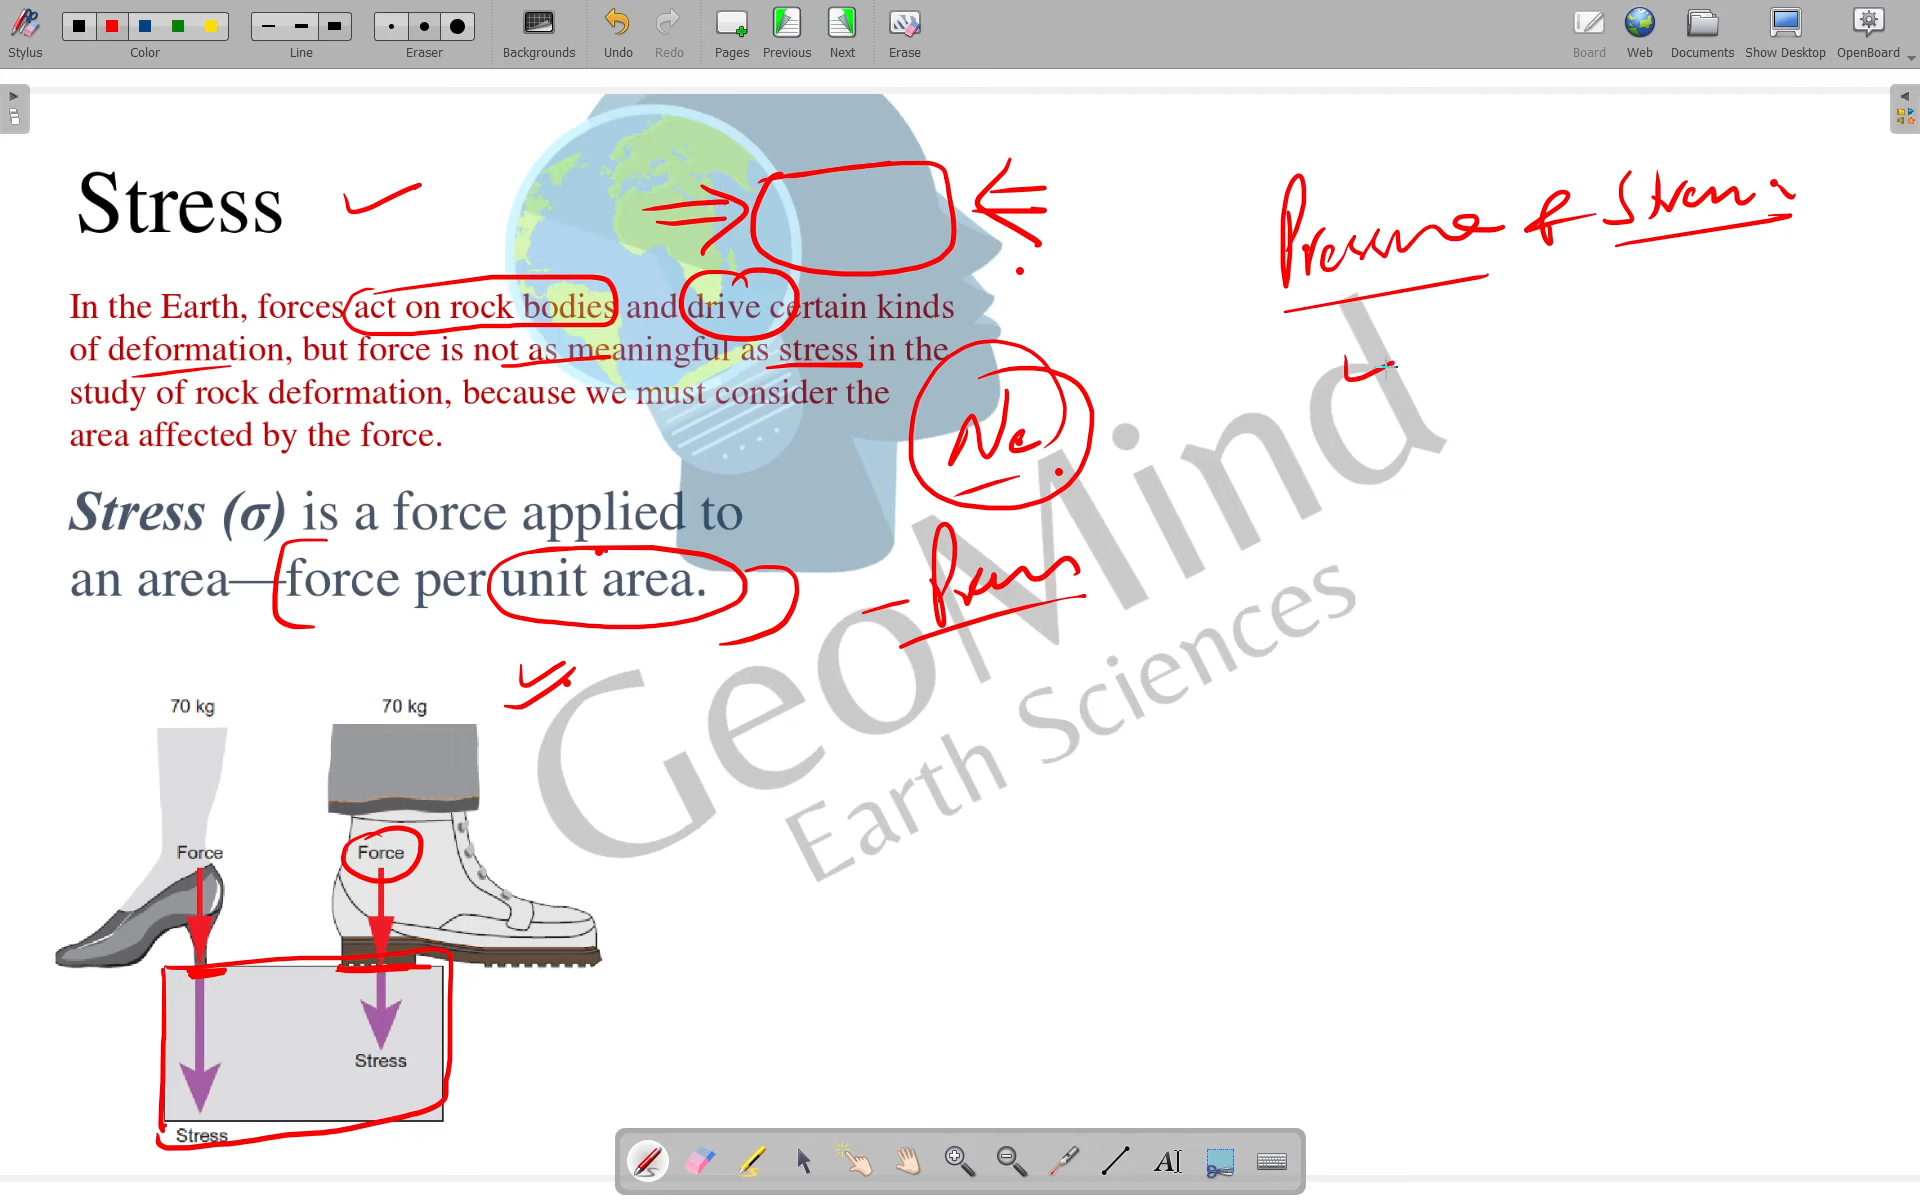 Stylus
Color
Line
Eraser
Backgrounds
Undo
Redo
Pages
Previous
Next
Erase
Board
Web
Documents
Show Desktop
OpenBoard
Stress
Pressure & Stress
In the Earth, forces act on rock bodies and drive certain kinds
of deformation, but force is not as meaningful as stress in the
study of rock deformation, because we must consider the
area affected by the force.
Stress (σ) is a force applied to
an area—force per unit area.
GeoMind
Earth Sciences
70 kg
70 kg
Force
Force
Stress
Stress